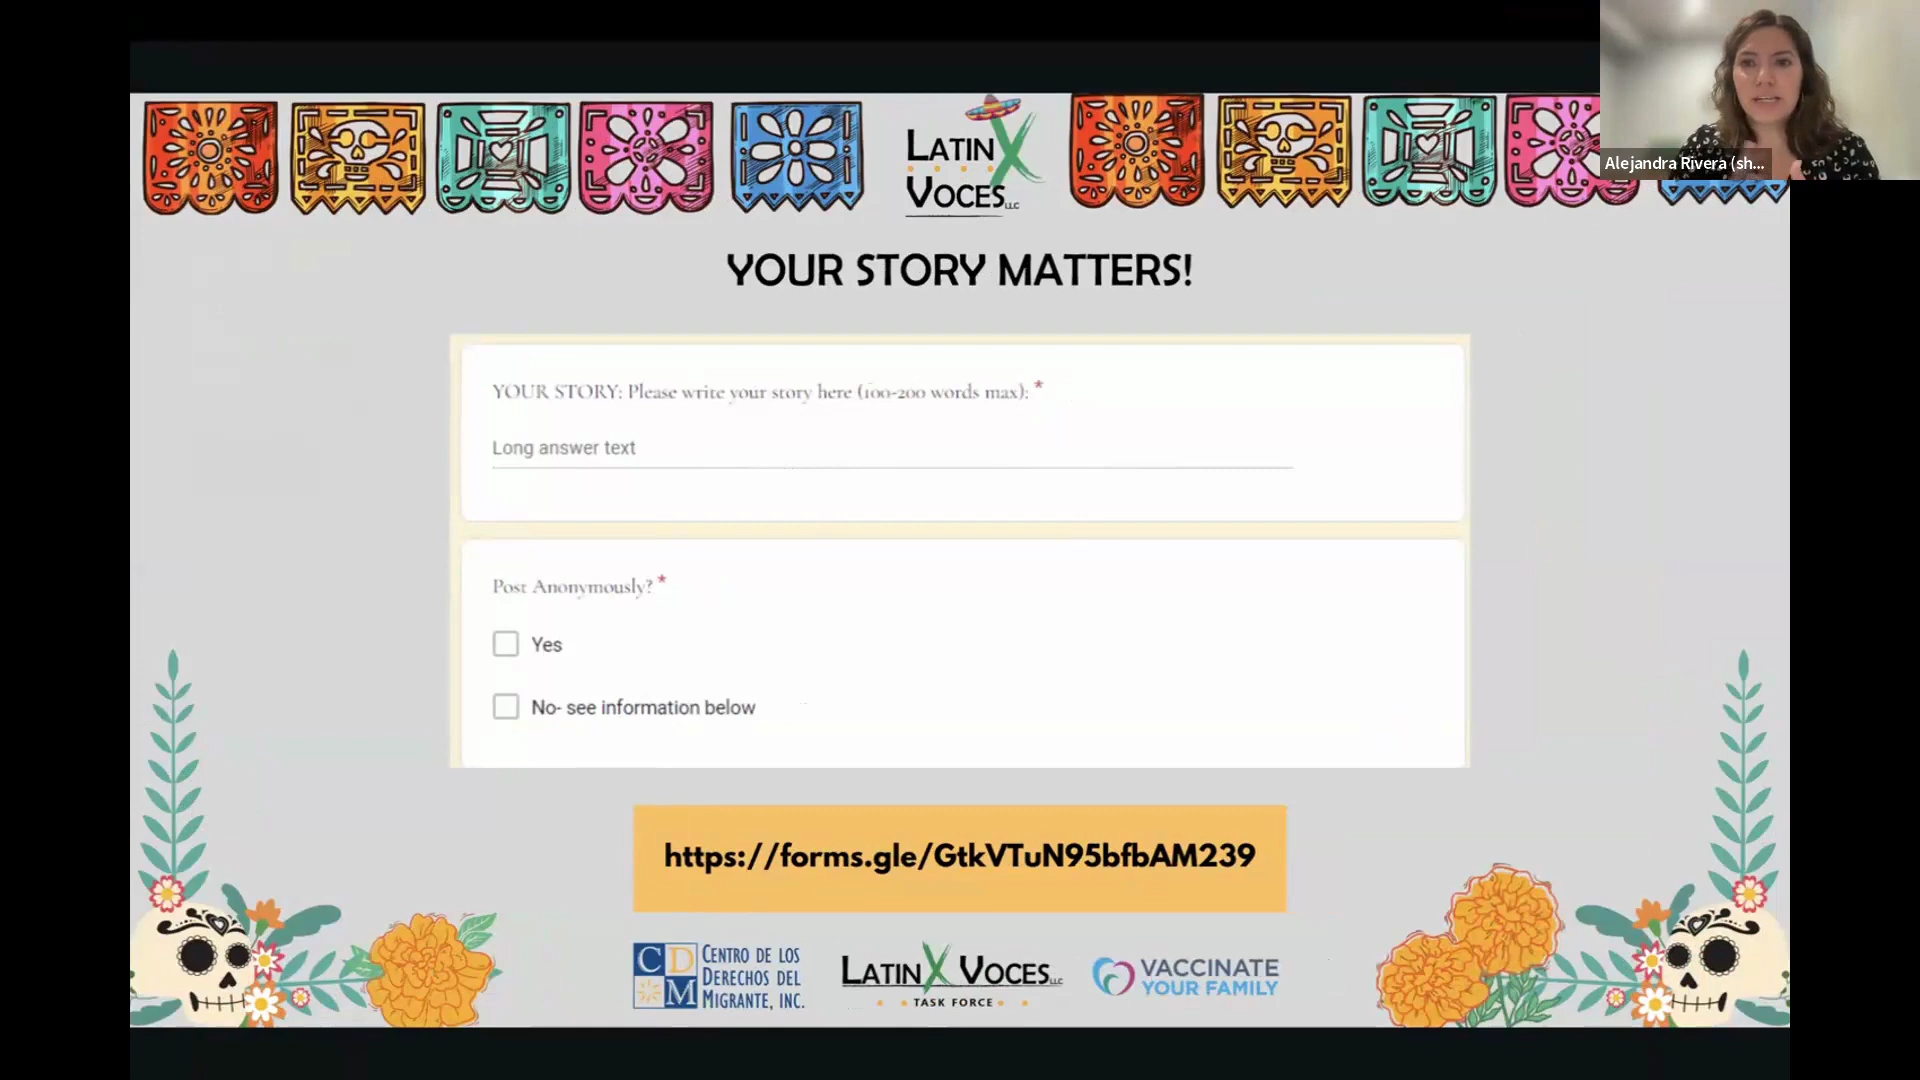 LATINX
VOCES LLC
Alejandra Rivera (sh...
YOUR STORY MATTERS!
YOUR STORY: Please write your story here (100-200 words max): *
Long answer text
Post Anonymously? *
Yes
No- see information below
https://forms.gle/GtkVTuN95bfbAM239
CDM
CENTRO DE LOS
DERECHOS DEL
MIGRANTE, INC.
LATINX VOCES LLC
TASK FORCE
VACCINATE
YOUR FAMILY